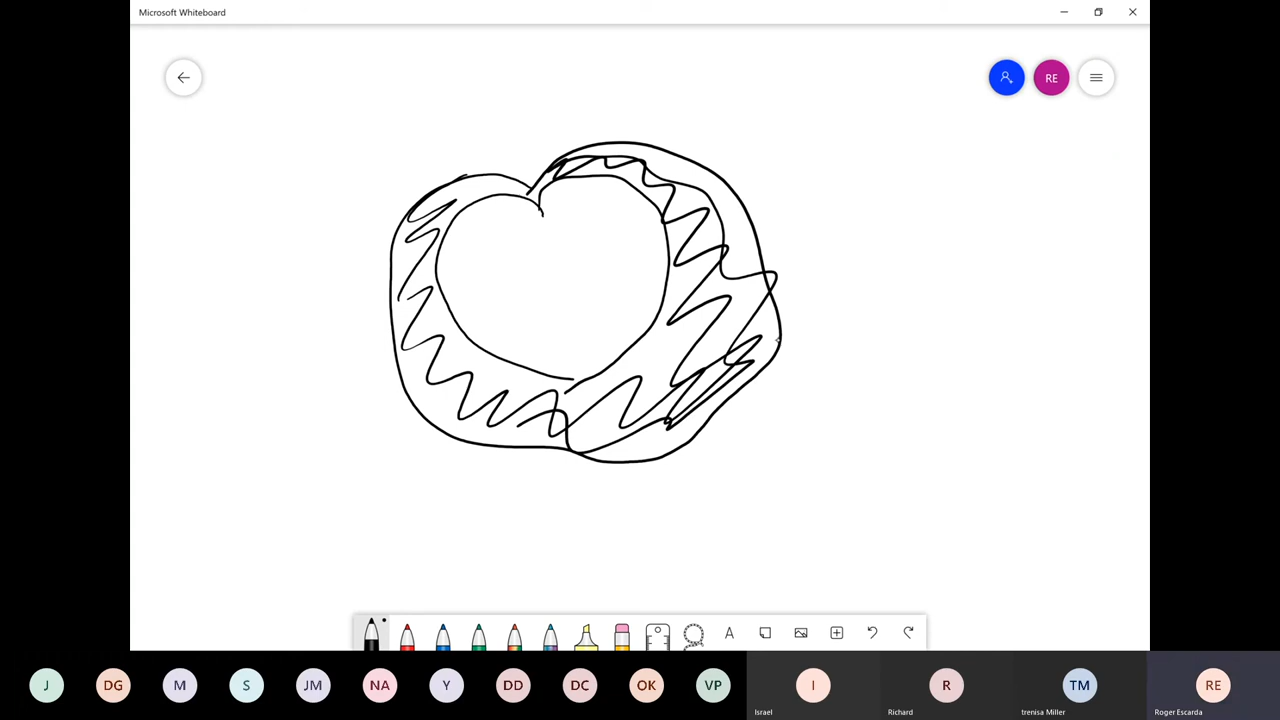 Microsoft Whiteboard
RE
A
J DG M S JM NA Y DD DC OK VP I R TM RE
Israel Richard trenisa Miller Roger Escarda